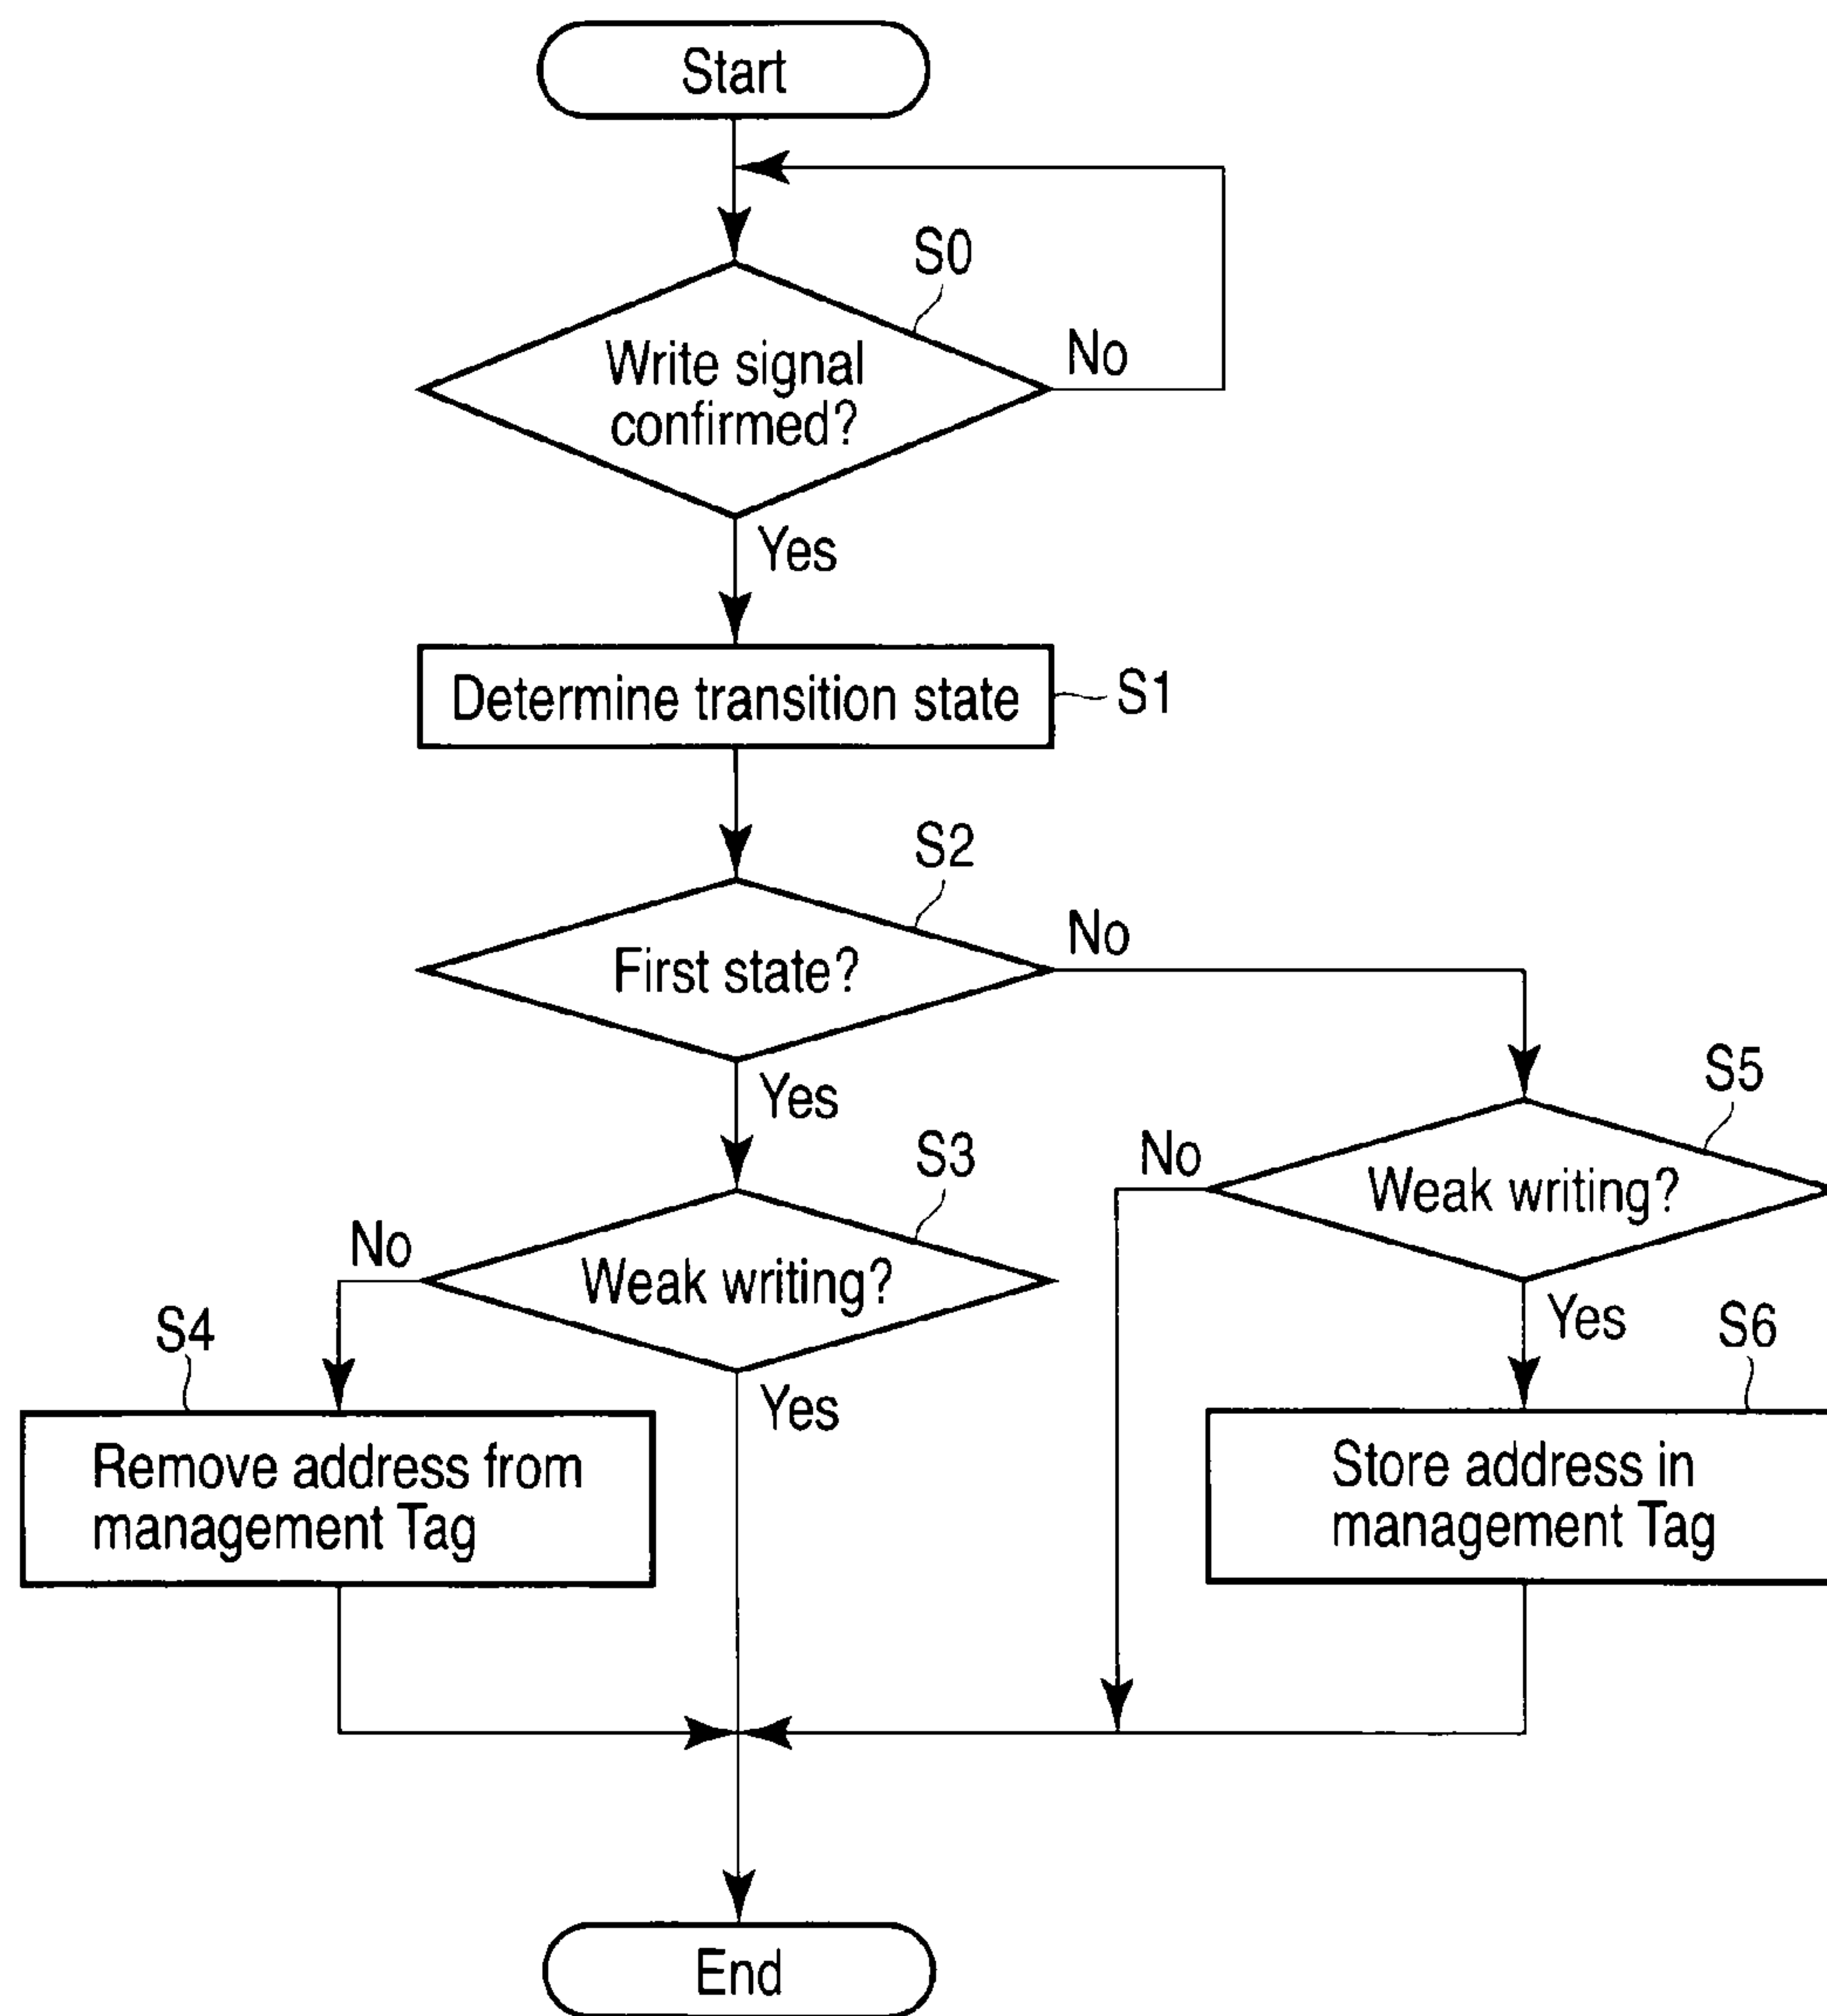 Start
S0
Write signal
confirmed?
No
Yes
Determine transition state
S1
S2
First state?
No
Yes
S5
Weak writing?
No
Yes
S3
Weak writing?
No
Yes
S4
Remove address from
management Tag
S6
Store address in
management Tag
End